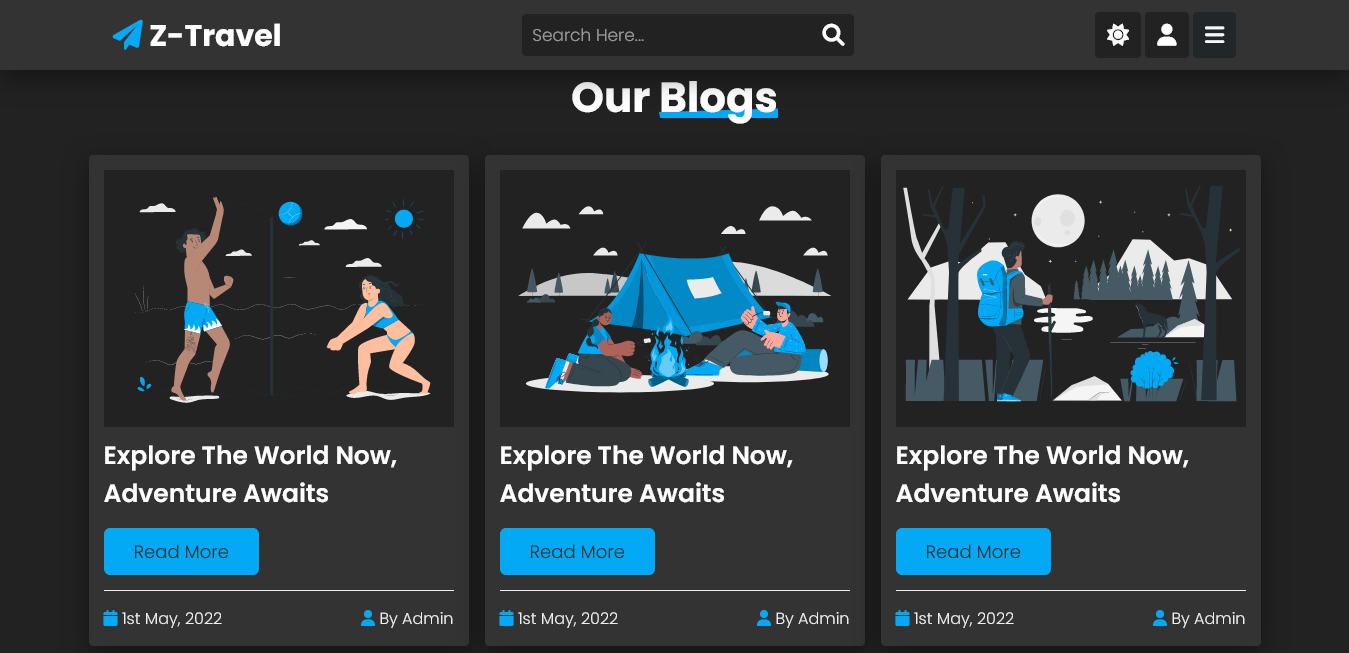 Z-Travel
Search Here...
Our Blogs
Explore The World Now,
Adventure Awaits
Read More
1st May, 2022
By Admin
Explore The World Now,
Adventure Awaits
Read More
1st May, 2022
By Admin
Explore The World Now,
Adventure Awaits
Read More
1st May, 2022
By Admin